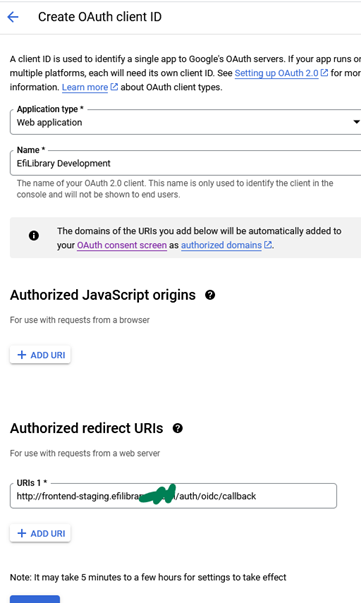 Create OAuth client ID
A client ID is used to identify a single app to Google's OAuth servers. If your app runs on
multiple platforms, each will need its own client ID. See Setting up OAuth 2.0 for more
information. Learn more about OAuth client types.
Application type *
Web application
Name *
EfiLibrary Development
The name of your OAuth 2.0 client. This name is only used to identify the client in the
console and will not be shown to end users.
The domains of the URIs you add below will be automatically added to
your OAuth consent screen as authorized domains.
Authorized JavaScript origins
For use with requests from a browser
+ ADD URI
Authorized redirect URIs
For use with requests from a web server
URIs 1 *
http://frontend-staging.efilibra /auth/oidc/callback
+ ADD URI
Note: It may take 5 minutes to a few hours for settings to take effect